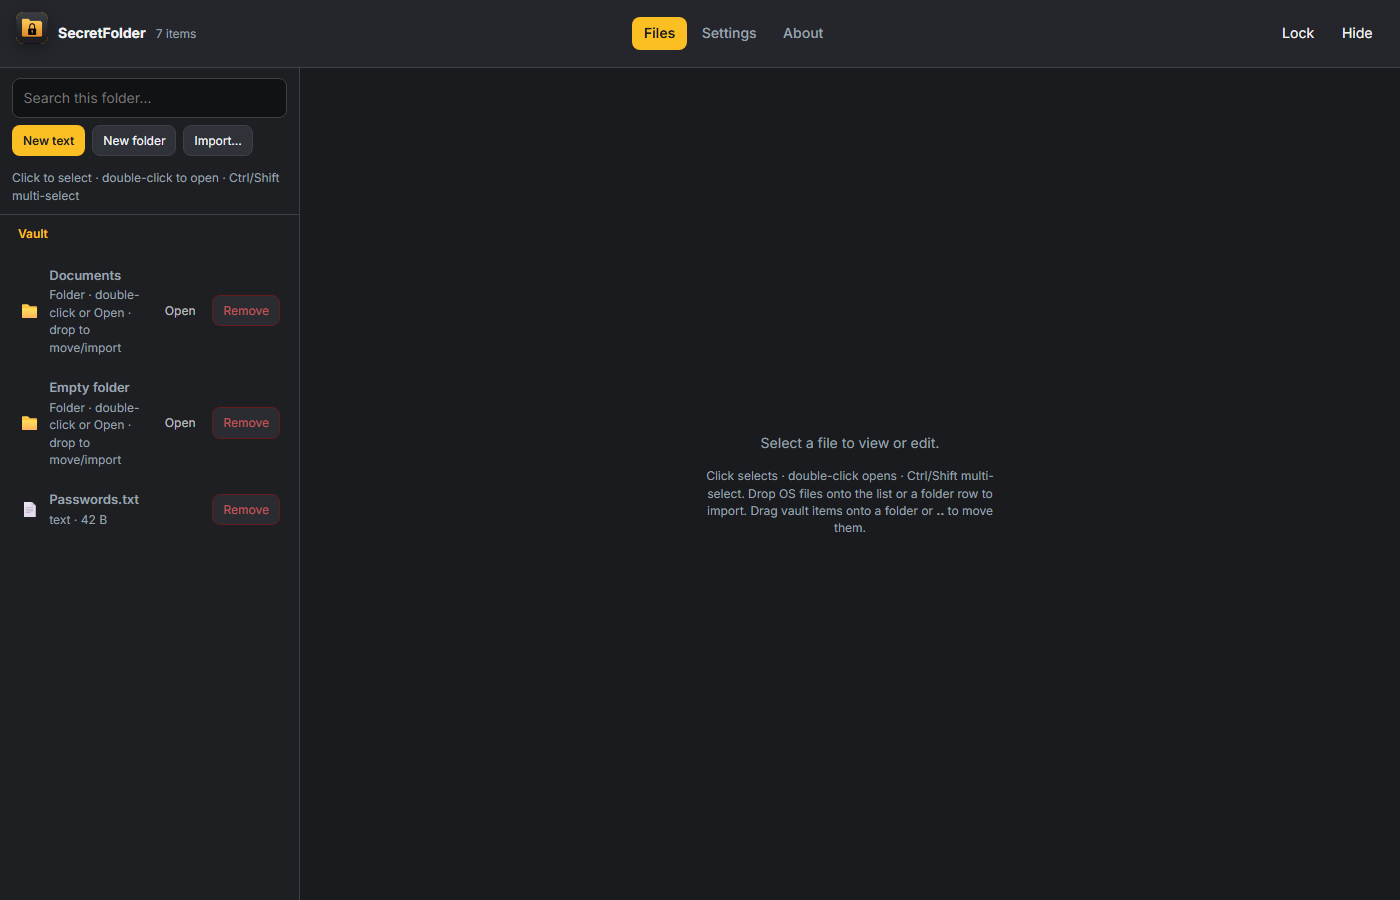 SecretFolder 7 items
Files Settings About
Lock Hide
Search this folder...
New text New folder Import...
Click to select · double-click to open · Ctrl/Shift
multi-select
Vault
Documents
Folder · double-
click or Open ·
drop to
move/import
Open Remove
Empty folder
Folder · double-
click or Open ·
drop to
move/import
Open Remove
Passwords.txt
text · 42 B
Remove
Select a file to view or edit.
Click selects · double-click opens · Ctrl/Shift multi-
select. Drop OS files onto the list or a folder row to
import. Drag vault items onto a folder or .. to move
them.